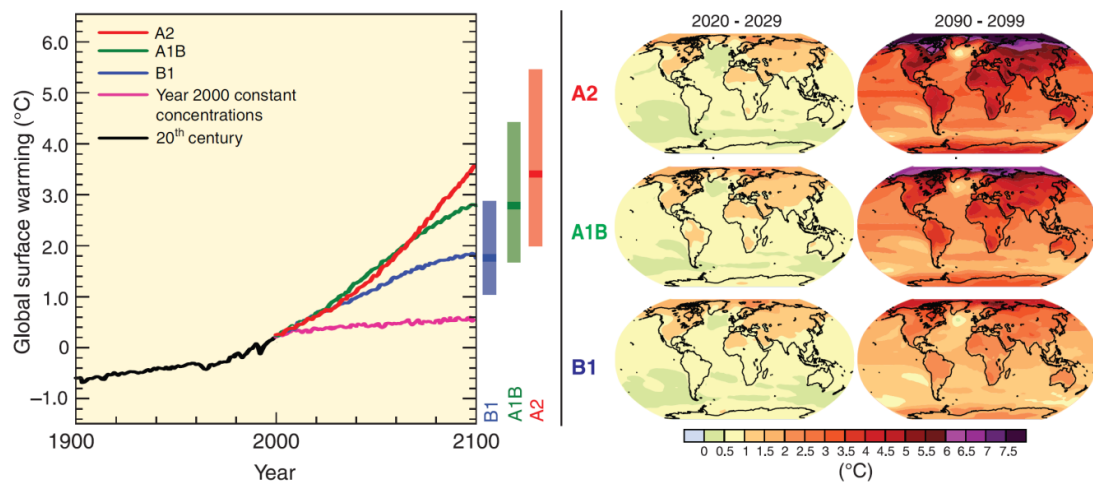 6.0
5.0
4.0
3.0
2.0
1.0
0
–1.0
Global surface warming (°C)
A2
A1B
B1
Year 2000 constant
concentrations
20th century
1900
2000
2100
Year
B1
A1B
A2
2020 - 2029
2090 - 2099
A2
A1B
B1
0 0.5 1 1.5 2 2.5 3 3.5 4 4.5 5 5.5 6 6.5 7 7.5
(°C)